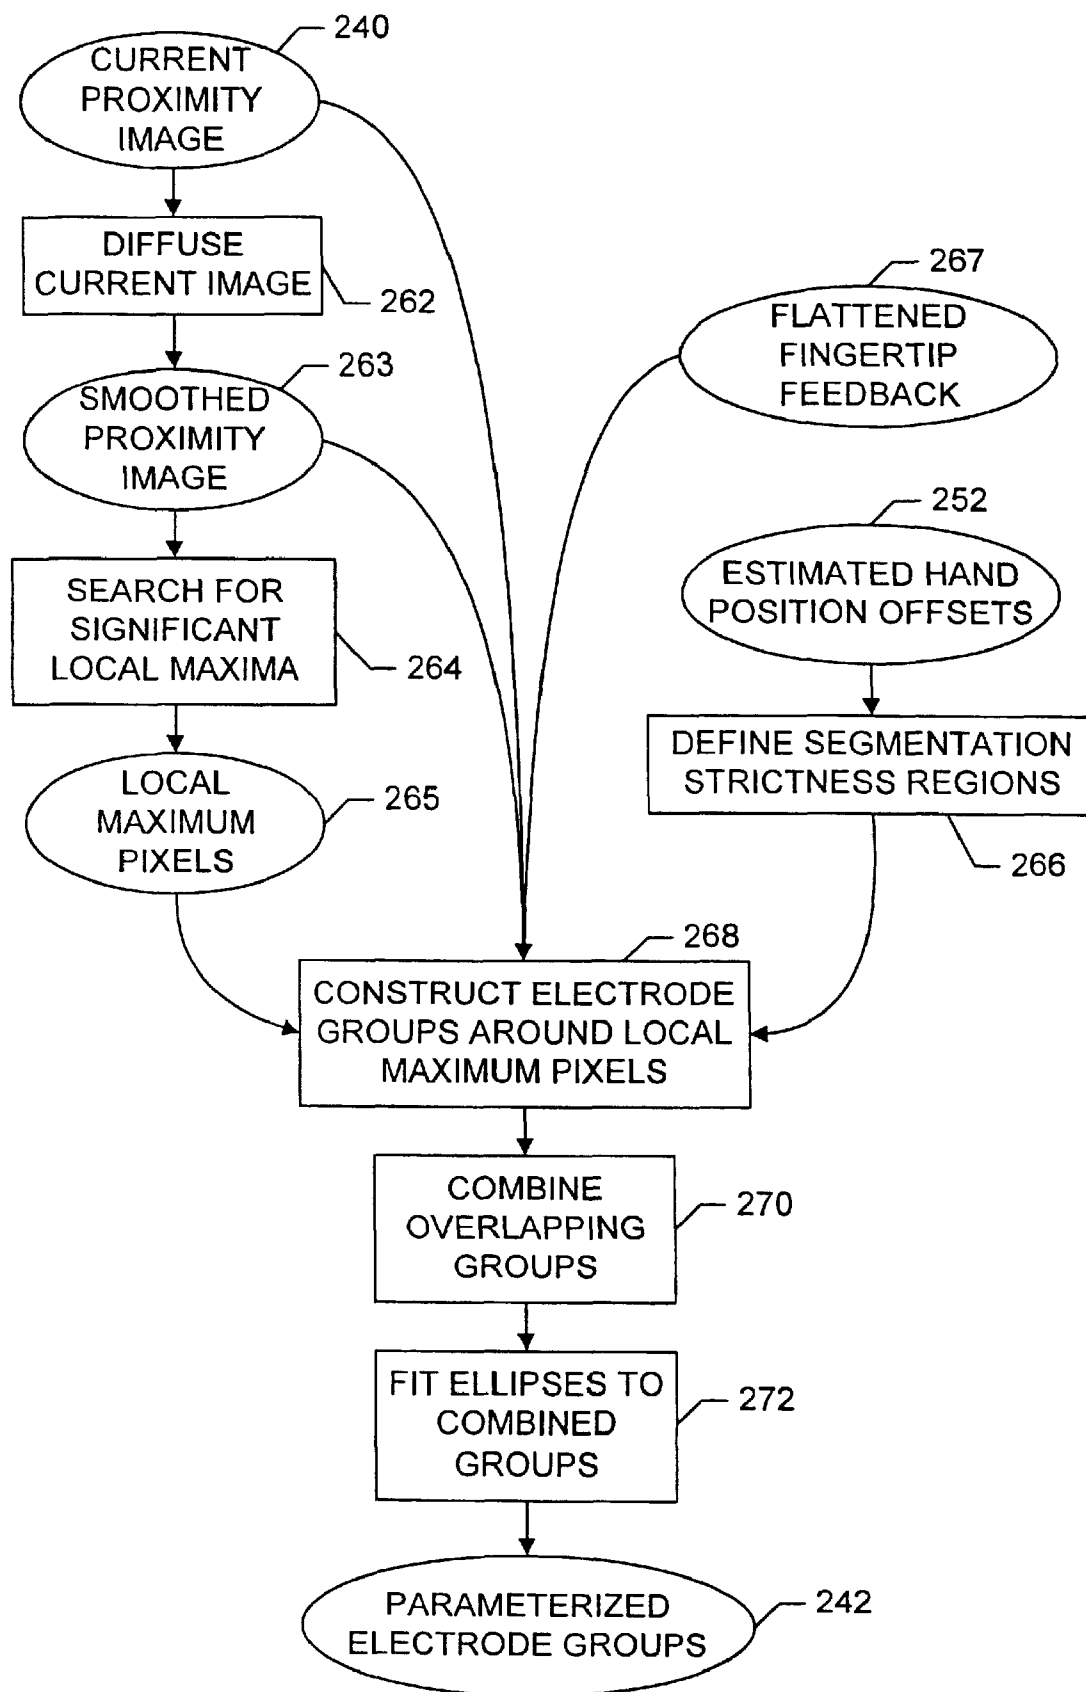 240
CURRENT
PROXIMITY
IMAGE
DIFFUSE
CURRENT IMAGE
262
263
SMOOTHED
PROXIMITY
IMAGE
SEARCH FOR
SIGNIFICANT
LOCAL MAXIMA
264
LOCAL
MAXIMUM
PIXELS
265
267
FLATTENED
FINGERTIP
FEEDBACK
252
ESTIMATED HAND
POSITION OFFSETS
DEFINE SEGMENTATION
STRICTNESS REGIONS
266
268
CONSTRUCT ELECTRODE
GROUPS AROUND LOCAL
MAXIMUM PIXELS
COMBINE
OVERLAPPING
GROUPS
270
FIT ELLIPSES TO
COMBINED
GROUPS
272
PARAMETERIZED
ELECTRODE GROUPS
242